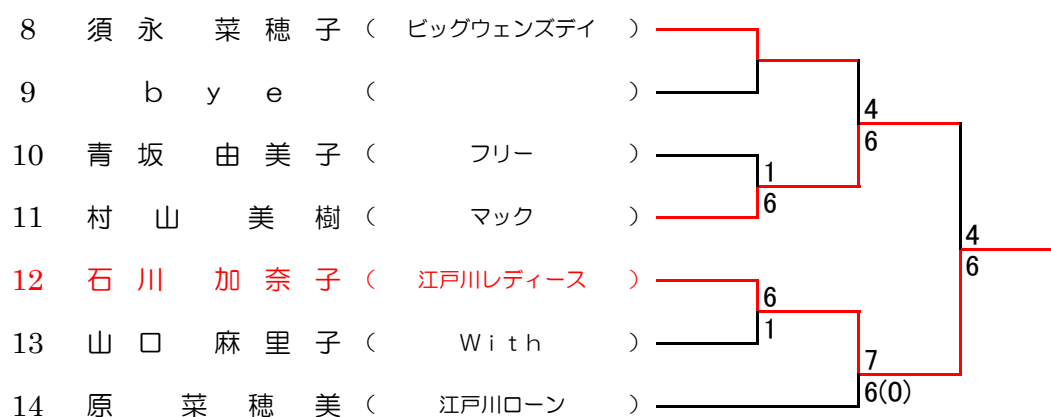 8 須永 菜穂子 ( ビッグウェンズデイ )
9 bye ( )
4
10 青坂 由美子 ( フリー ) 6
1
11 村山 美樹 ( マック ) 6
4
12 石川 加奈子 ( 江戸川レディース ) 6
6
13 山口 麻里子 ( With ) 1
7
14 原 菜穂美 ( 江戸川ローン ) 6(0)